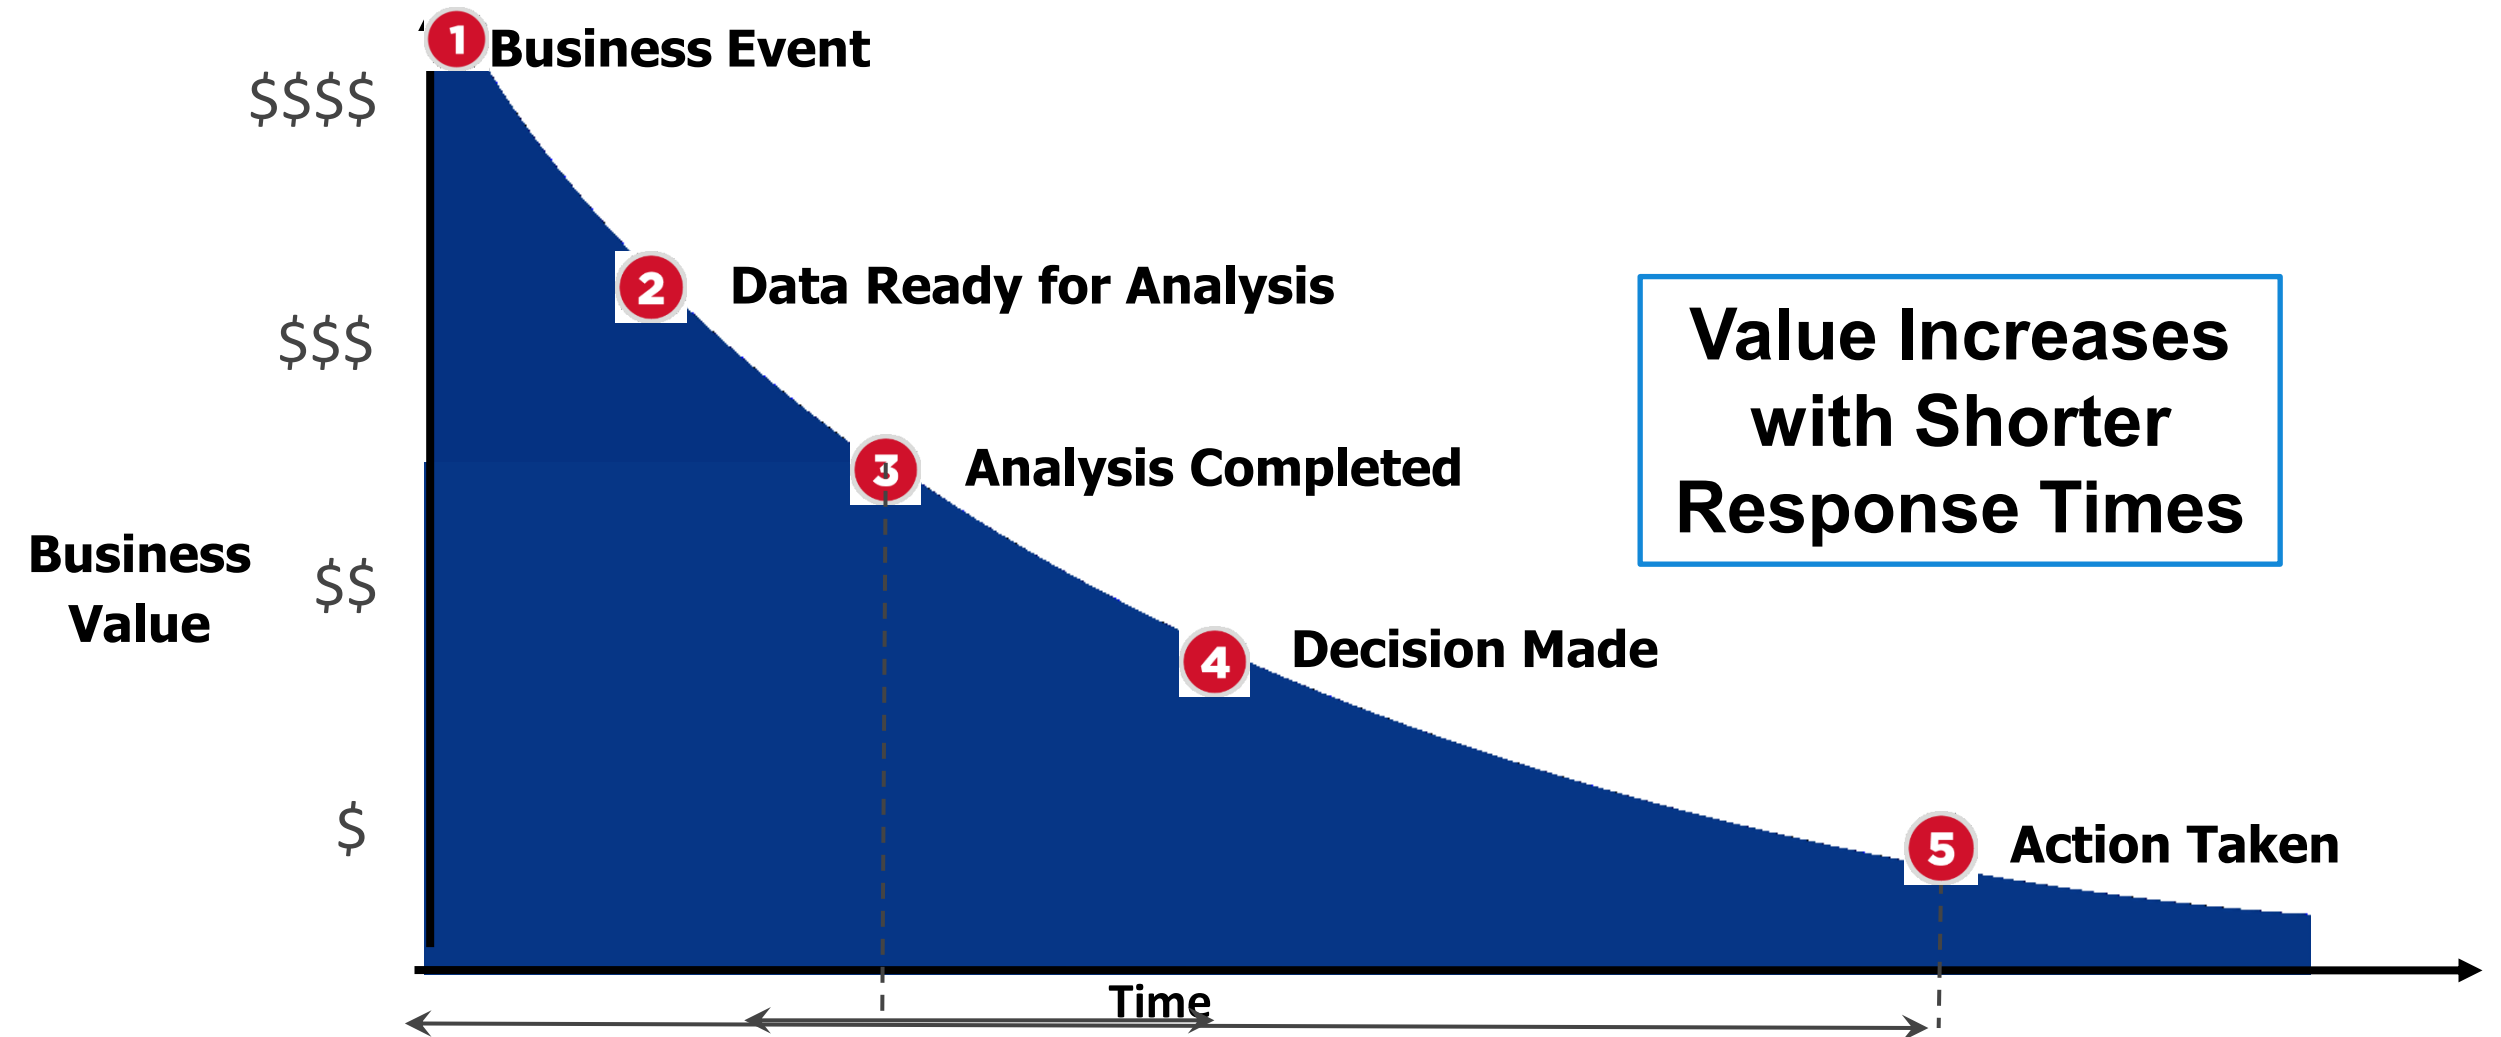 1 Business Event
$$$$
2 Data Ready for Analysis
$$$
Value Increases
with Shorter
Response Times
3 Analysis Completed
Business
Value
$$
4 Decision Made
$
5 Action Taken
Time